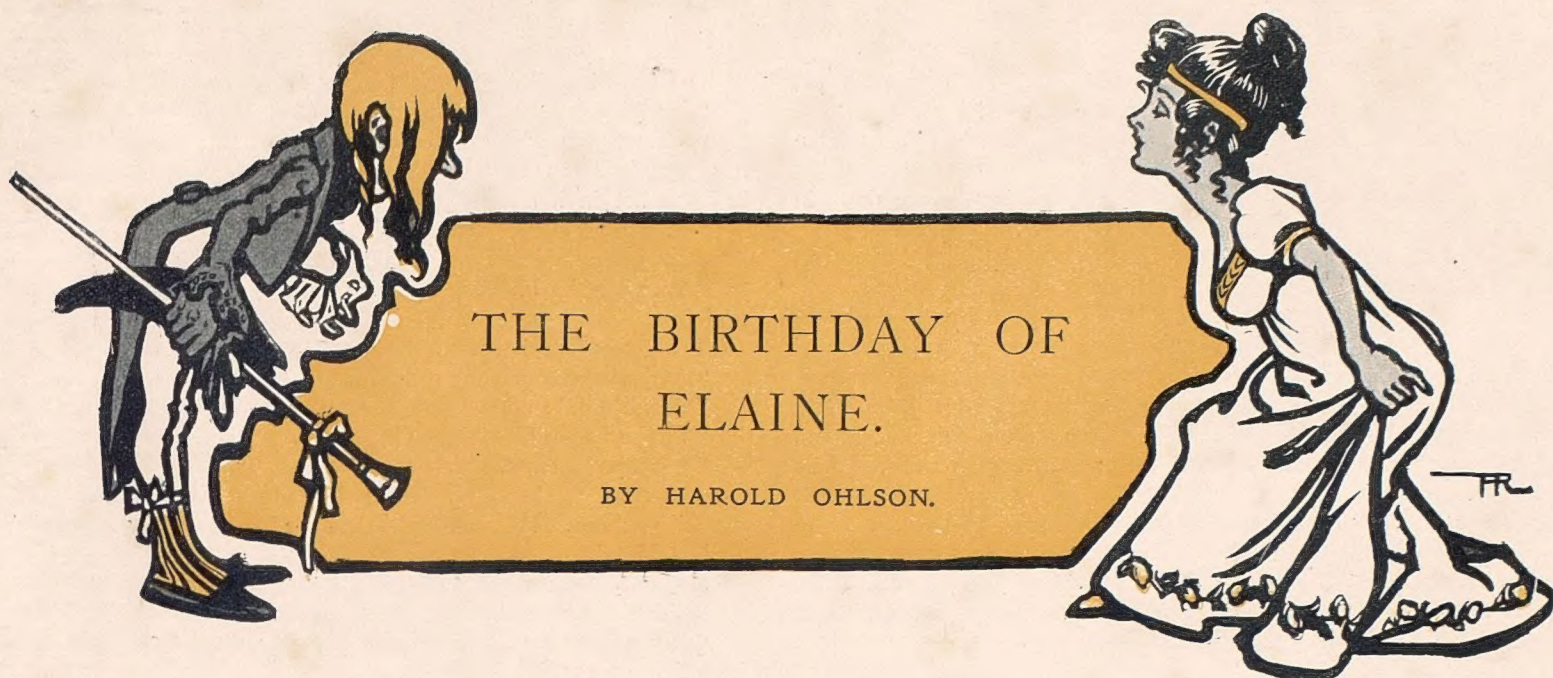 THE BIRTHDAY OF
ELAINE.
BY HAROLD OHLSON.